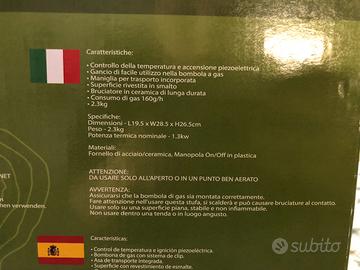 Caratteristiche:
• Controllo della temperatura e accensione piezoelettrica
• Gancio di facile utilizzo nella bombola a gas
• Maniglia per trasporto incorporata
• Superficie rivestita in smalto
• Bruciatore in ceramica di lunga durata
• Consumo di gas 160g/h
• 2.3kg
Specifiche:
Dimensioni - L19.5 x W28.5 x H26.5cm
Peso - 2.3kg
Potenza termica nominale - 1.3kw
Materiali:
Fornello di acciaio/ceramica, Manopola On/Off in plastica
ATTENZIONE:
DA USARE SOLO ALL'APERTO O IN UN PUNTO BEN AERATO
AVVERTENZA:
Assicurarsi che la bombola di gas sia montata correttamente.
Fare attenzione nell'usare questa stufa, si scalderà e può causare bruciature al contatto.
Usare solo su una superficie piana, stabile e non infiammabile.
Non usare dentro una tenda o in un luogo angusto.
NET
chen verwenden.
Características:
• Control de temperatura e ignición piezoeléctrica.
• Bombona de gas con sistema de clip.
• Asa de transporte integrada.
• Superficie con revestimiento de esmalte.
subito